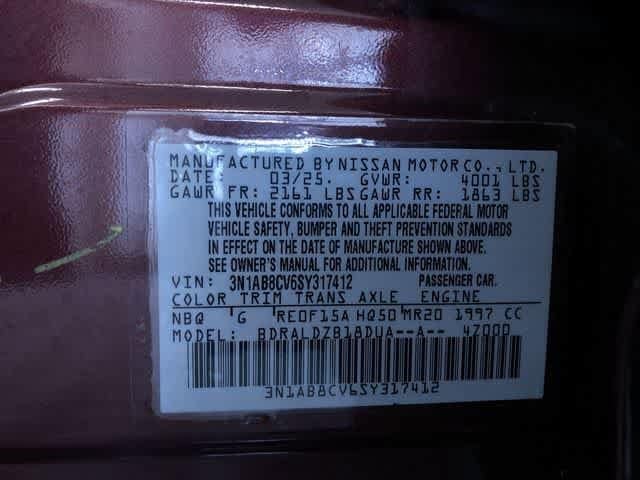 MANUFACTURED BY NISSAN MOTOR CO., LTD.
DATE: 03/25. GVWR: 4001 LBS
GAWR FR: 2161 LBS GAWR RR: 1863 LBS
THIS VEHICLE CONFORMS TO ALL APPLICABLE FEDERAL MOTOR
VEHICLE SAFETY, BUMPER AND THEFT PREVENTION STANDARDS
IN EFFECT ON THE DATE OF MANUFACTURE SHOWN ABOVE.
SEE OWNER'S MANUAL FOR ADDITIONAL INFORMATION.
VIN: 3N1AB8CV6SY317412 PASSENGER CAR.
COLOR TRIM TRANS AXLE ENGINE
NBQ G RE0F15A HQ50 MR20 1997 CC
MODEL: BDRALDZB18DUA--A-- 47000
3N1AB8CV6SY317412